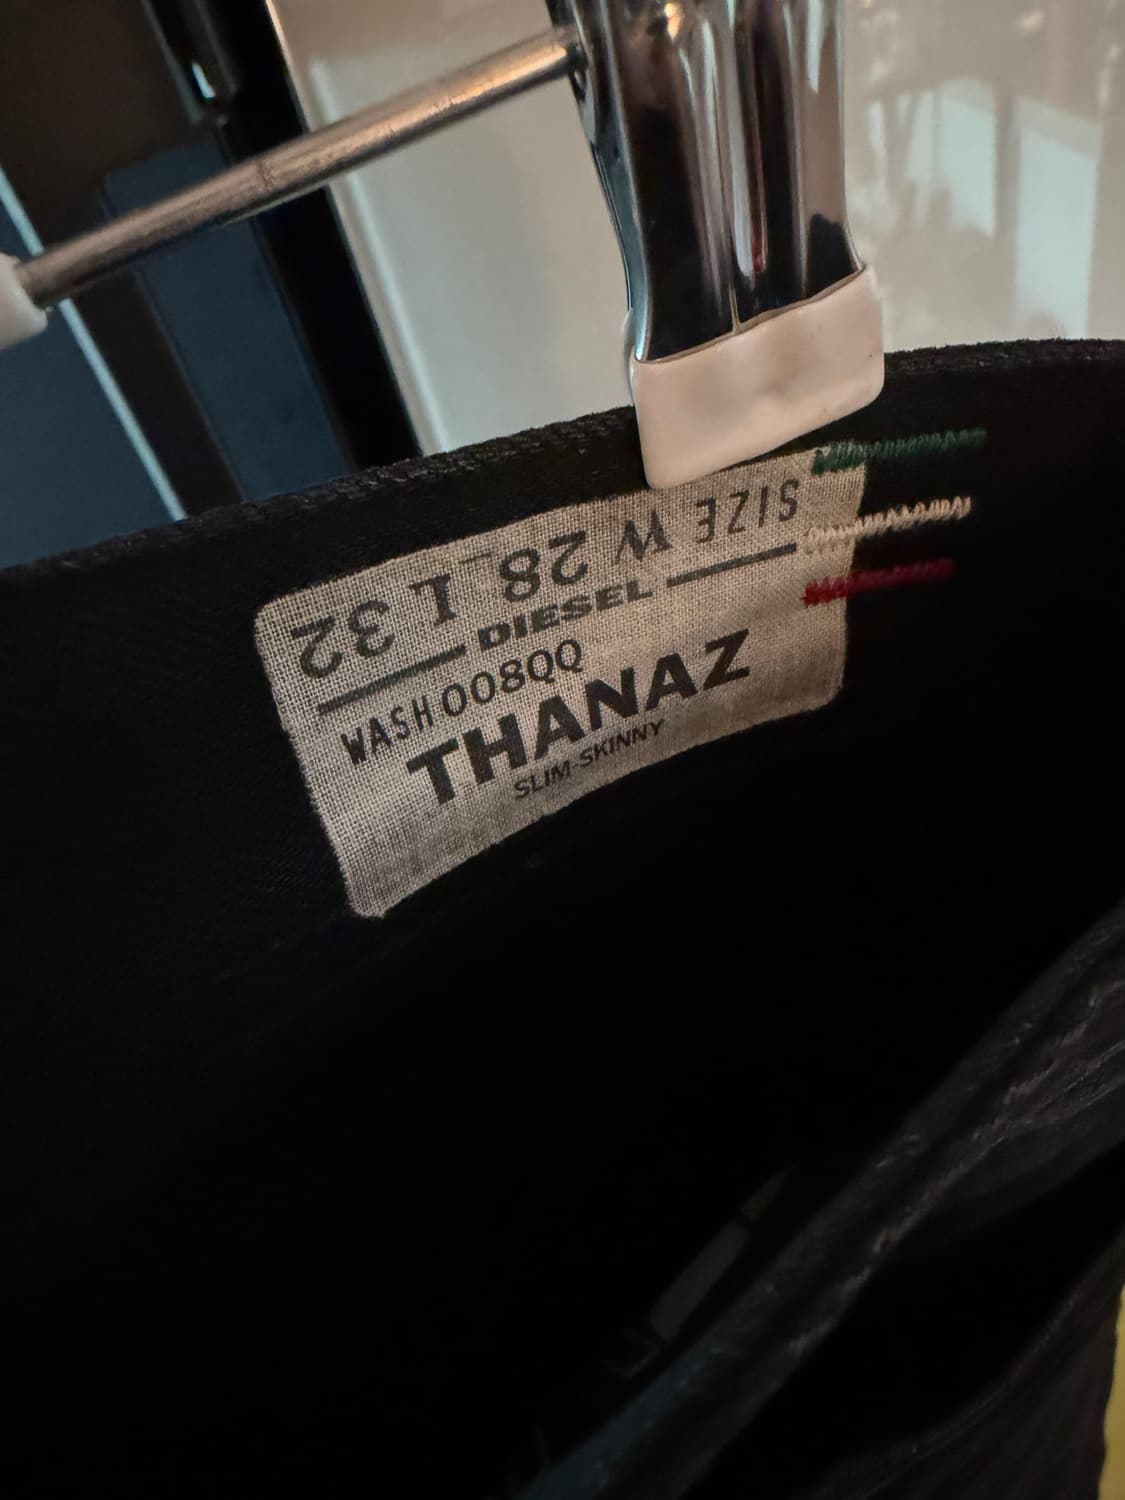 SIZE W 28 L 32
DIESEL
WASH 008QQ
THANAZ
SLIM-SKINNY